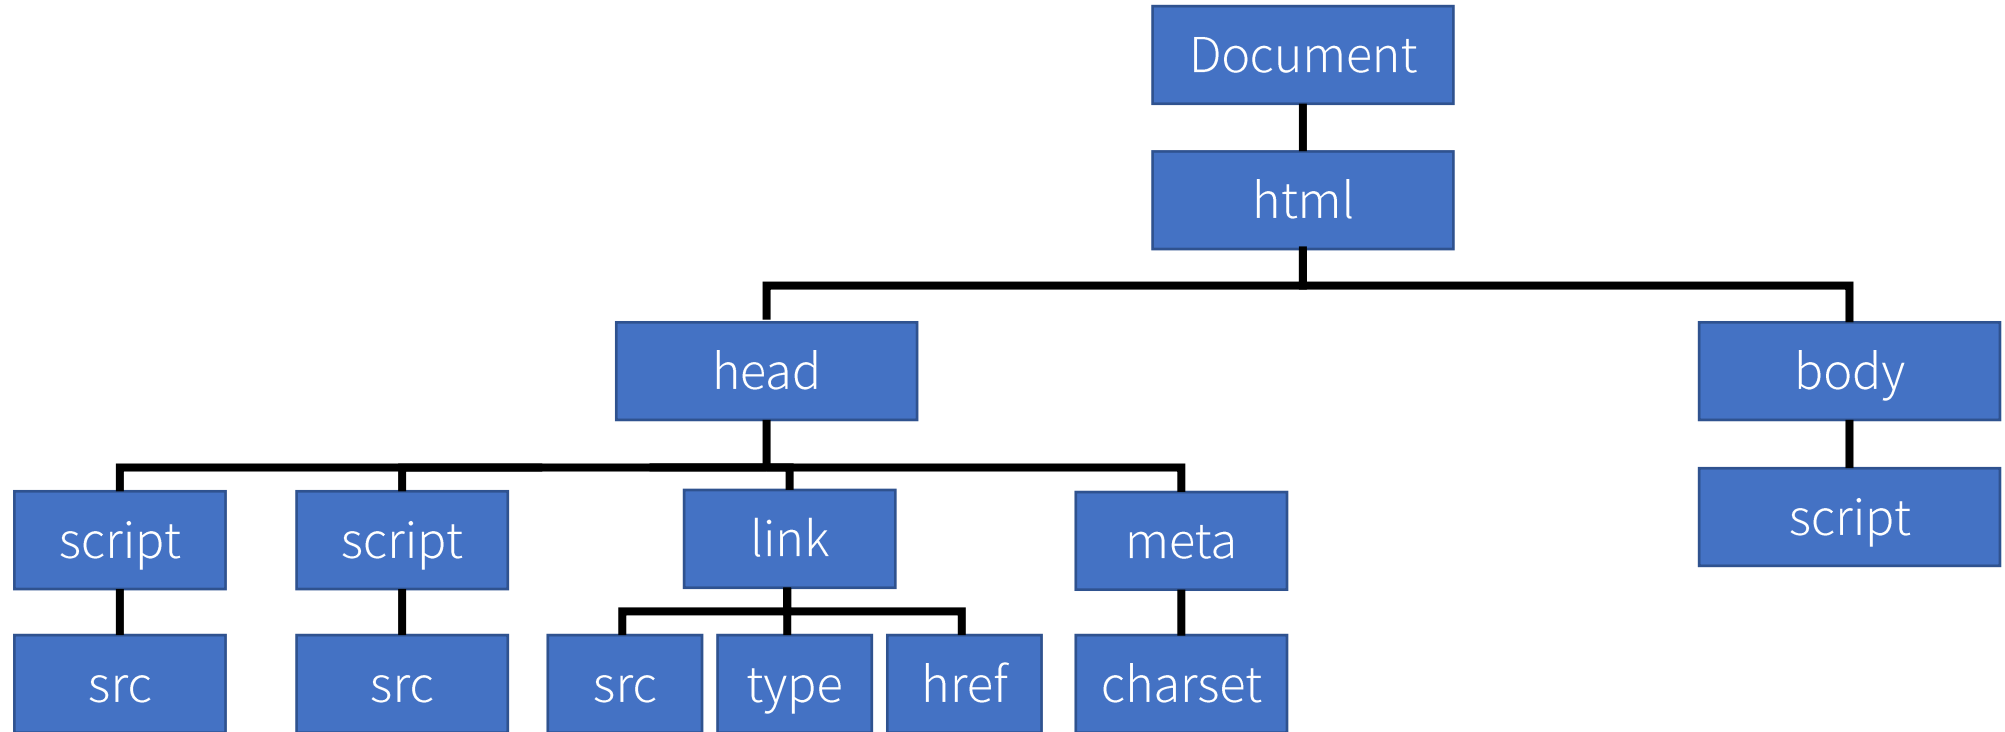 Document
html
head
body
script
script
link
meta
script
src
src
src
type
href
charset